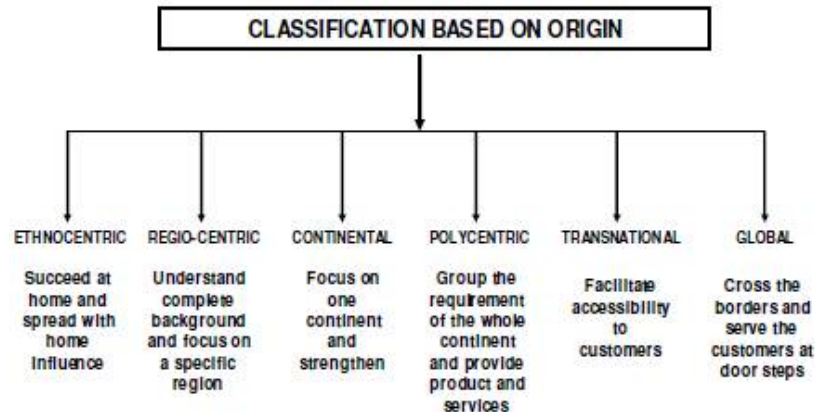 CLASSIFICATION BASED ON ORIGIN
ETHNOCENTRIC
Succeed at
home and
spread with
home
influence
REGIO-CENTRIC
Understand
complete
background
and focus on
a specific
region
CONTINENTAL
Focus on
one
continent
and
strengthen
POLYCENTRIC
Group the
requirement
of the whole
continent
and provide
product and
services
TRANSNATIONAL
Facilitate
accessibility
to
customers
GLOBAL
Cross the
borders and
serve the
customers at
door steps